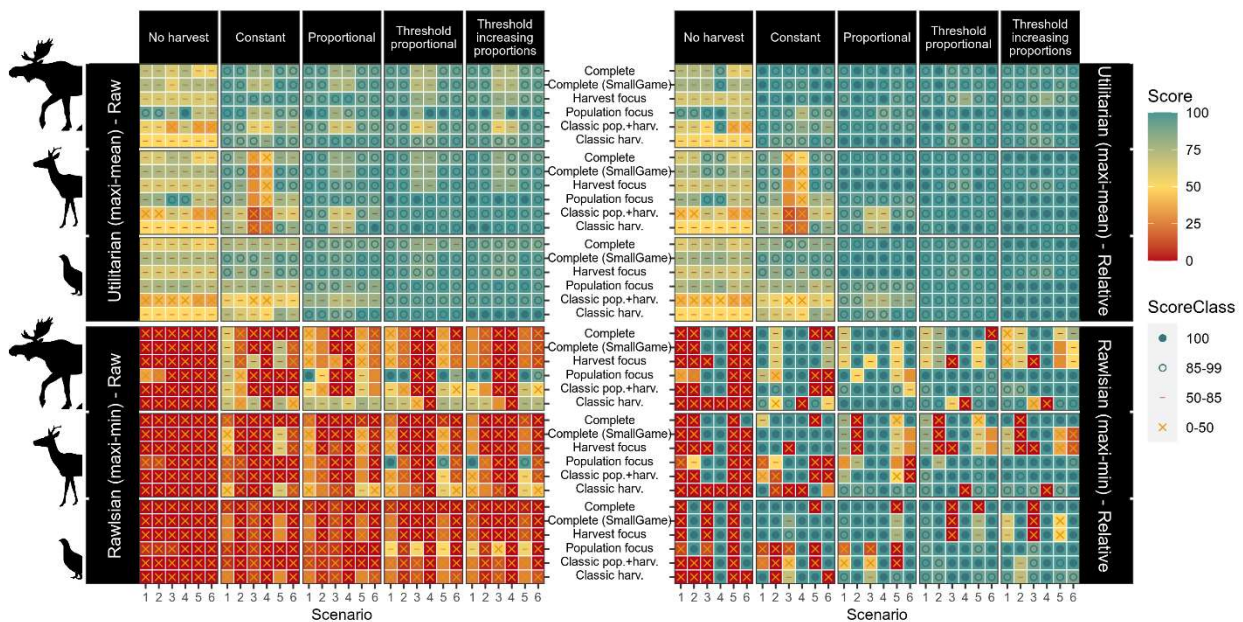 No harvest
Constant
Proportional
Threshold proportional
Threshold increasing proportions
No harvest
Constant
Proportional
Threshold proportional
Threshold increasing proportions
Utilitarian (maxi-mean) - Raw
Complete
Complete (SmallGame)
Harvest focus
Population focus
Classic pop.+harv.
Classic harv.
Complete
Complete (SmallGame)
Harvest focus
Population focus
Classic pop.+harv.
Classic harv.
Complete
Complete (SmallGame)
Harvest focus
Population focus
Classic pop.+harv.
Classic harv.
Utilitarian (maxi-mean) - Relative
Rawlsian (maxi-min) - Raw
Complete
Complete (SmallGame)
Harvest focus
Population focus
Classic pop.+harv.
Classic harv.
Complete
Complete (SmallGame)
Harvest focus
Population focus
Classic pop.+harv.
Classic harv.
Complete
Complete (SmallGame)
Harvest focus
Population focus
Classic pop.+harv.
Classic harv.
Rawlsian (maxi-min) - Relative
1 2 3 4 5 6 1 2 3 4 5 6 1 2 3 4 5 6 1 2 3 4 5 6 1 2 3 4 5 6
Scenario
1 2 3 4 5 6 1 2 3 4 5 6 1 2 3 4 5 6 1 2 3 4 5 6 1 2 3 4 5 6
Scenario
Score
100
75
50
25
0
ScoreClass
100
85-99
50-85
0-50